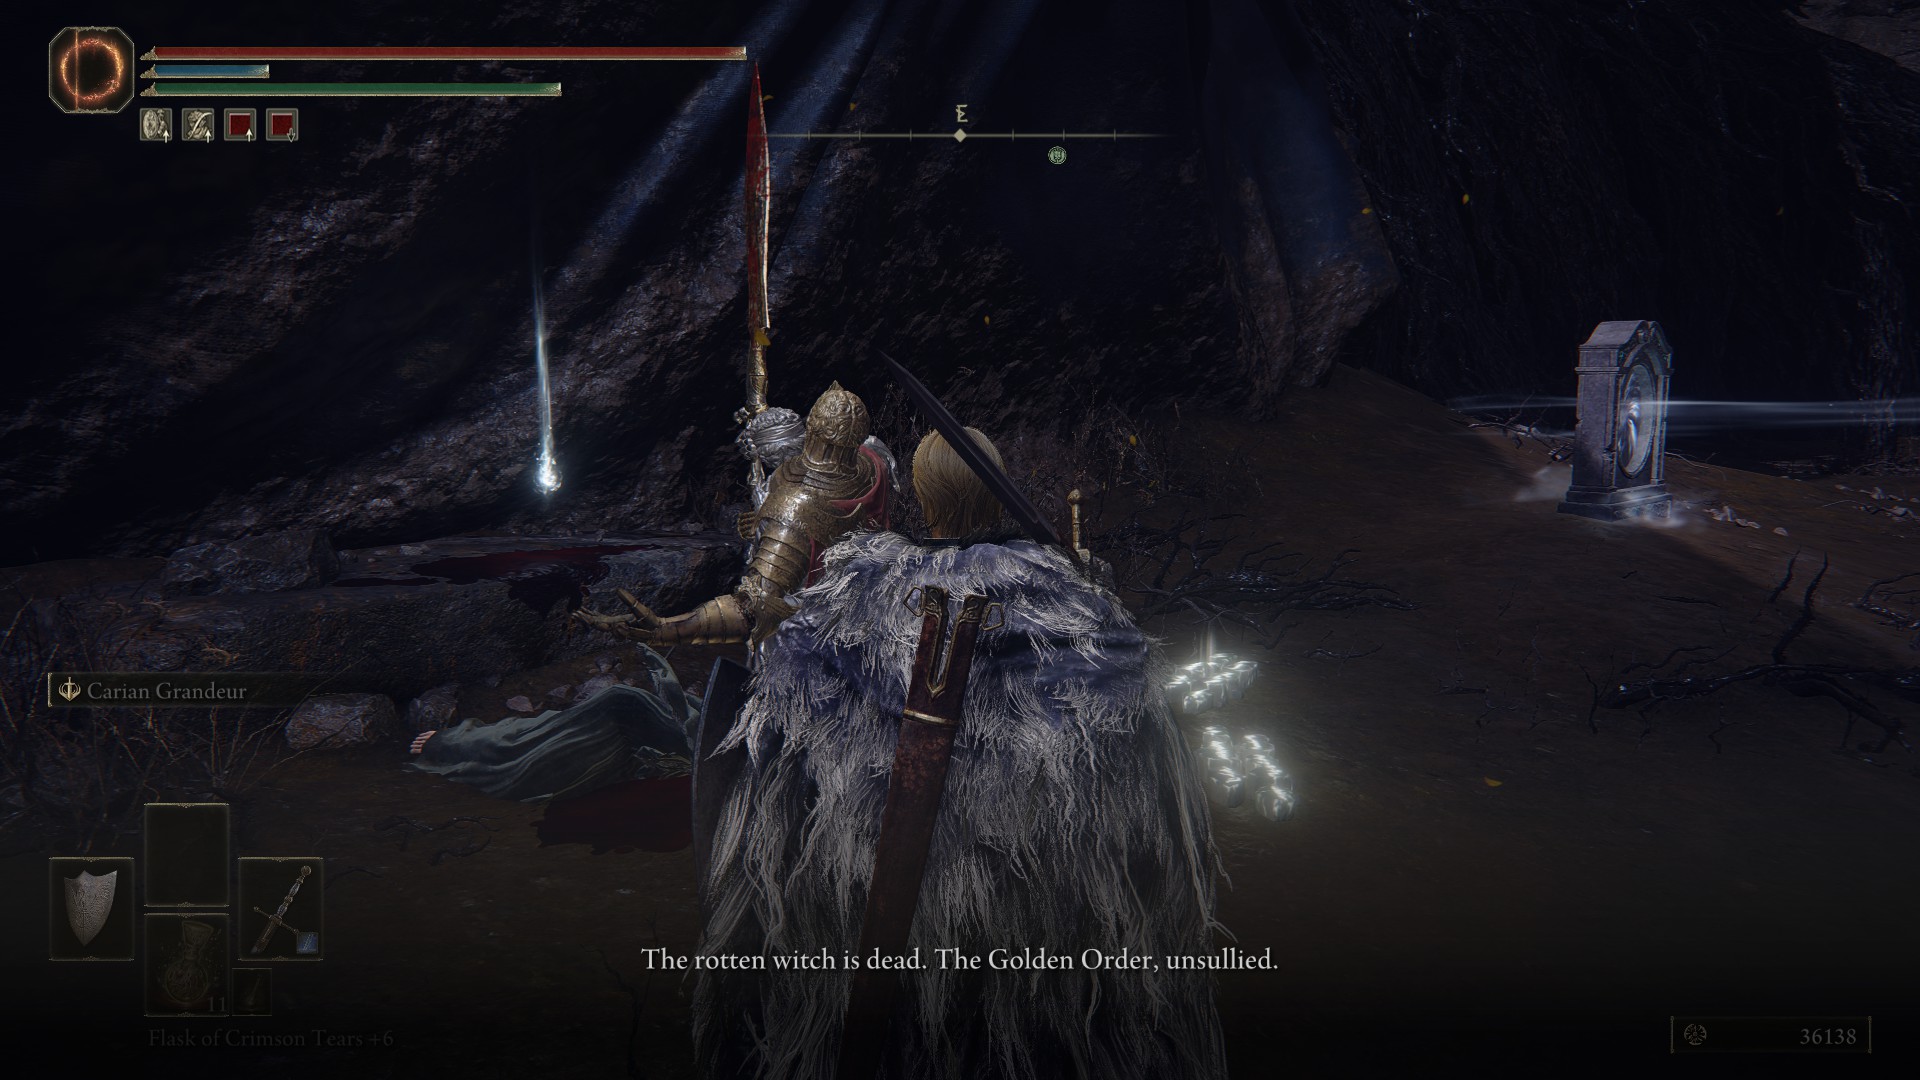 E
Carian Grandeur
The rotten witch is dead. The Golden Order, unsullied.
11
Flask of Crimson Tears +6
36138